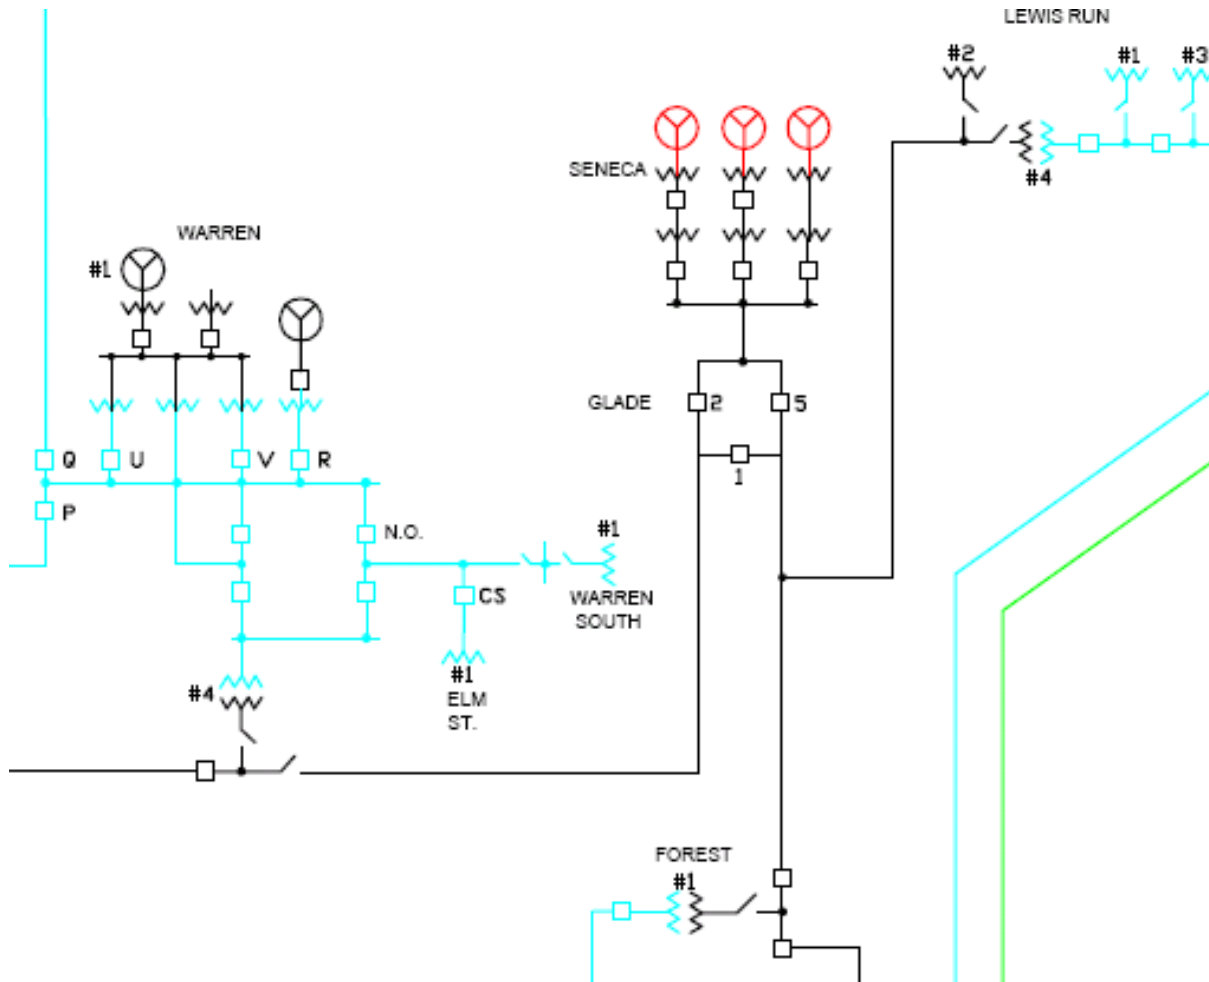 LEWIS RUN
#2
#1
#3
#4
SENECA
WARREN
#1
GLADE
2
5
1
Q
U
V
R
P
N.O.
#1
CS
WARREN
SOUTH
#1
ELM
ST.
#4
FOREST
#1